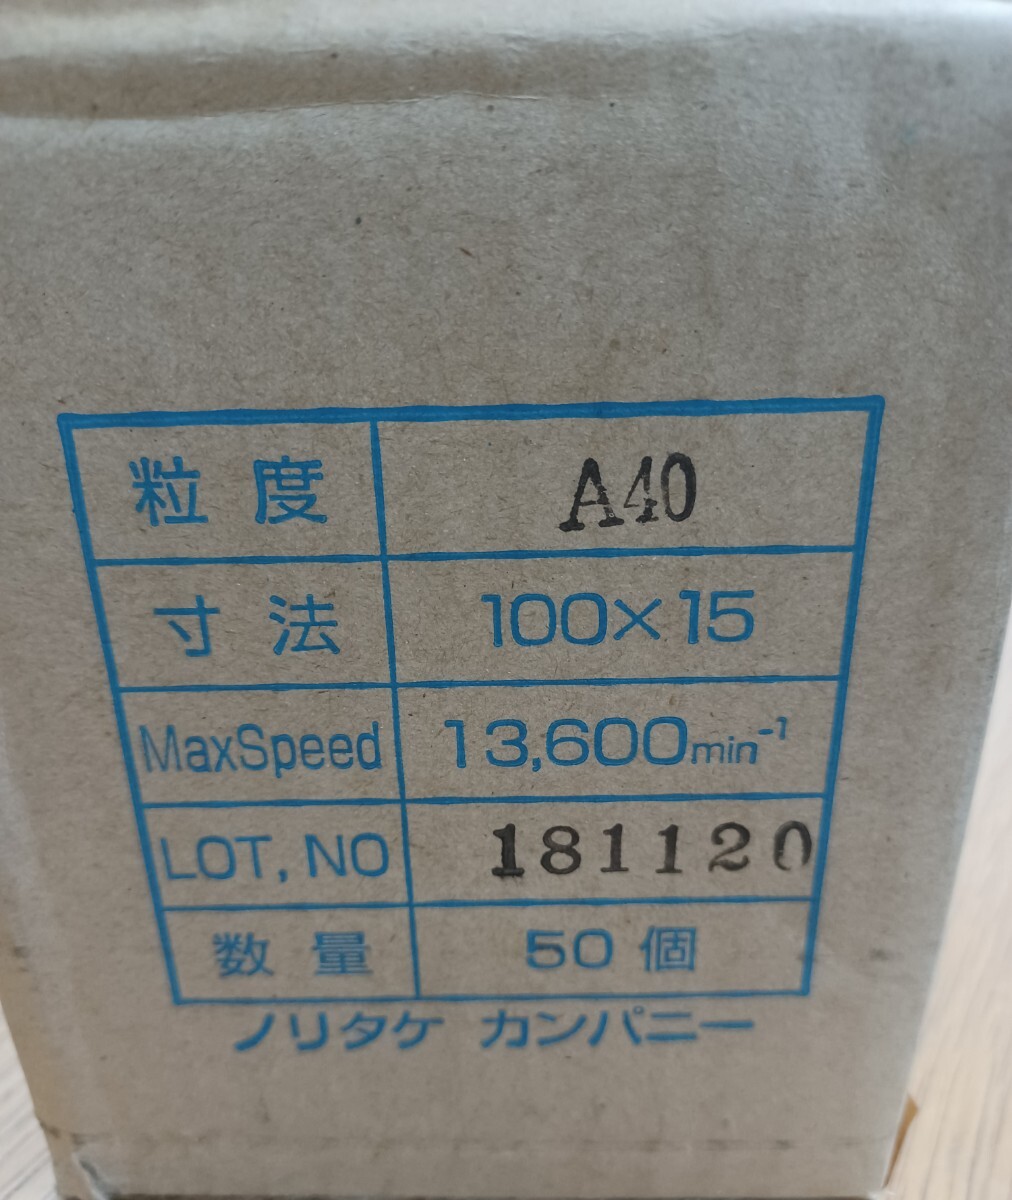 粒度 A40
寸法 100×15
MaxSpeed 13,600min⁻¹
LOT, NO 181120
数量 50個
ノリタケ カンパニー